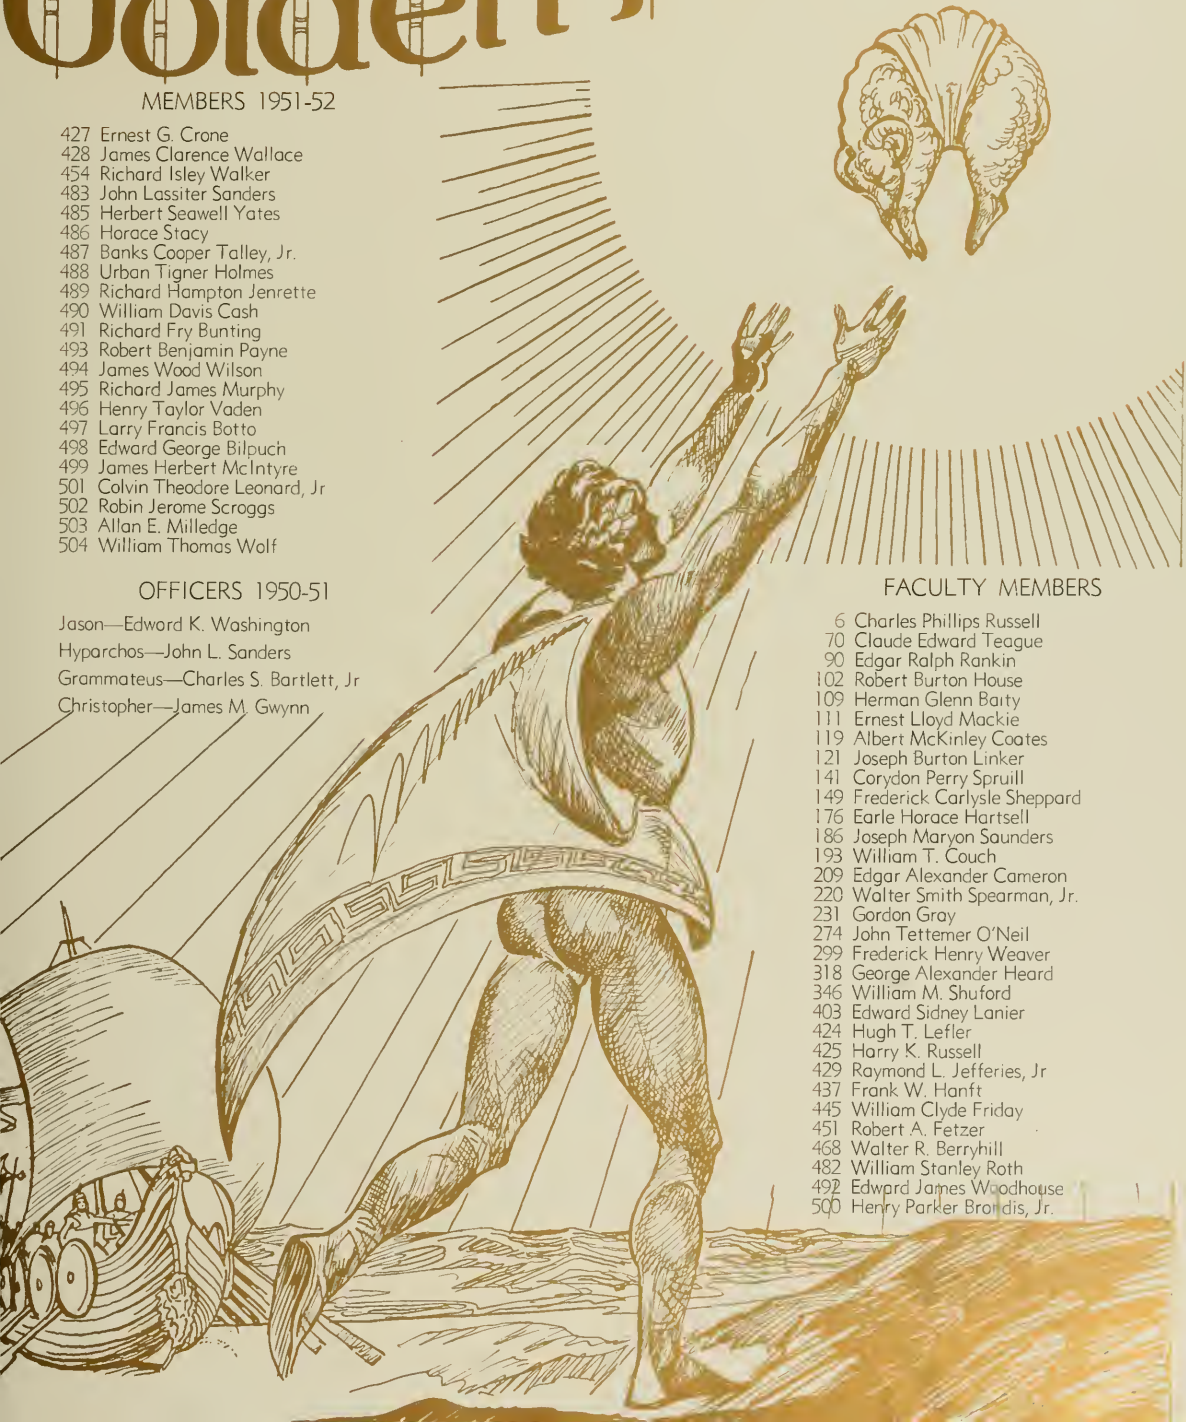 Golden
MEMBERS 1951-52
427 Ernest G. Crone
428 James Clarence Wallace
454 Richard Isley Walker
483 John Lassiter Sanders
485 Herbert Seawell Yates
486 Horace Stacy
487 Banks Cooper Talley, Jr.
488 Urban Tigner Holmes
489 Richard Hampton Jenrette
490 William Davis Cash
491 Richard Fry Bunting
493 Robert Benjamin Payne
494 James Wood Wilson
495 Richard James Murphy
496 Henry Taylor Vaden
497 Larry Francis Botto
498 Edward George Bilpuch
499 James Herbert McIntyre
501 Colvin Theodore Leonard, Jr
502 Robin Jerome Scroggs
503 Allan E. Milledge
504 William Thomas Wolf
OFFICERS 1950-51
Jason—Edward K. Washington
Hyparchos—John L. Sanders
Grammateus—Charles S. Bartlett, Jr
Christopher—James M. Gwynn
FACULTY MEMBERS
6 Charles Phillips Russell
70 Claude Edward Teague
90 Edgar Ralph Rankin
102 Robert Burton House
109 Herman Glenn Baity
111 Ernest Lloyd Mackie
119 Albert McKinley Coates
121 Joseph Burton Linker
141 Corydon Perry Spruill
149 Frederick Carlysle Sheppard
176 Earle Horace Hartsell
186 Joseph Maryon Saunders
193 William T. Couch
209 Edgar Alexander Cameron
220 Walter Smith Spearman, Jr.
231 Gordon Gray
274 John Tettemer O'Neil
299 Frederick Henry Weaver
318 George Alexander Heard
346 William M. Shuford
403 Edward Sidney Lanier
424 Hugh T. Lefler
425 Harry K. Russell
429 Raymond L. Jefferies, Jr
437 Frank W. Hanft
445 William Clyde Friday
451 Robert A. Fetzer
468 Walter R. Berryhill
482 William Stanley Roth
492 Edward James Woodhouse
500 Henry Parker Brandis, Jr.